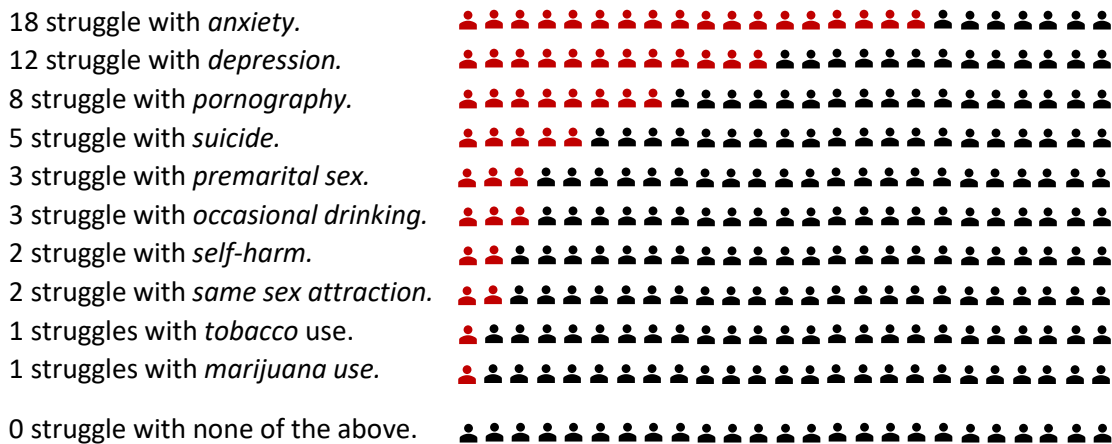 18 struggle with anxiety.
12 struggle with depression.
8 struggle with pornography.
5 struggle with suicide.
3 struggle with premarital sex.
3 struggle with occasional drinking.
2 struggle with self-harm.
2 struggle with same sex attraction.
1 struggles with tobacco use.
1 struggles with marijuana use.
0 struggle with none of the above.